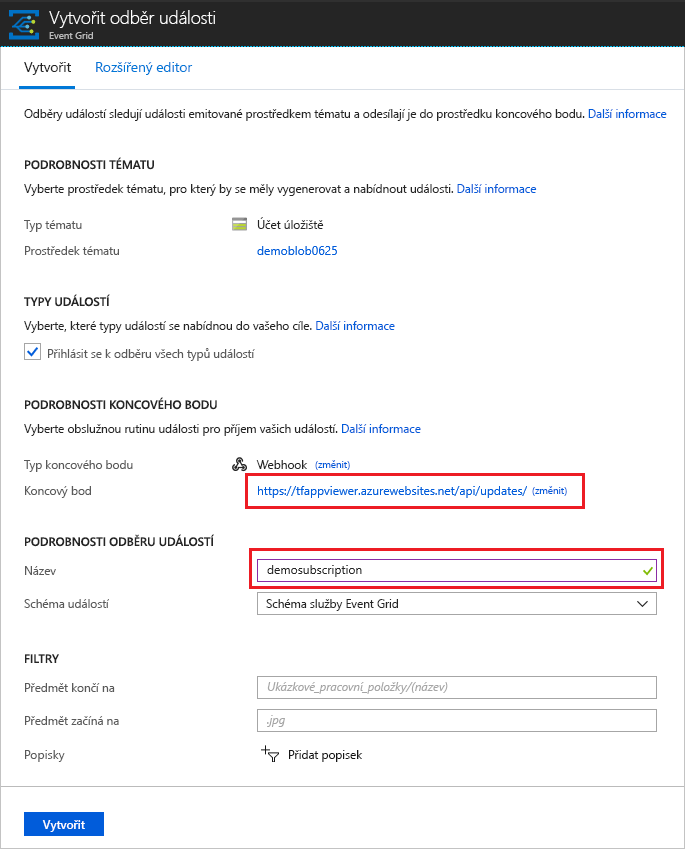 Vytvořit odběr události
Event Grid
Vytvořit Rozšířený editor
Odběry událostí sledují události emitované prostředkem tématu a odesílají je do prostředku koncového bodu. Další informace
PODROBNOSTI TÉMATU
Vyberte prostředek tématu, pro který by se měly vygenerovat a nabídnout události. Další informace
Typ tématu Účet úložiště
Prostředek tématu demoblob0625
TYPY UDÁLOSTÍ
Vyberte, které typy událostí se nabídnou do vašeho cíle. Další informace
Přihlásit se k odběru všech typů událostí
PODROBNOSTI KONCOVÉHO BODU
Vyberte obslužnou rutinu události pro příjem vašich událostí. Další informace
Typ koncového bodu Webhook (změnit)
Koncový bod https://tfappviewer.azurewebsites.net/api/updates/ (změnit)
PODROBNOSTI ODBĚRU UDÁLOSTÍ
Název demosubscription
Schéma událostí Schéma služby Event Grid
FILTRY
Předmět končí na Ukázkové_pracovní_položky/(název)
Předmět začíná na .jpg
Popisky Přidat popisek
Vytvořit